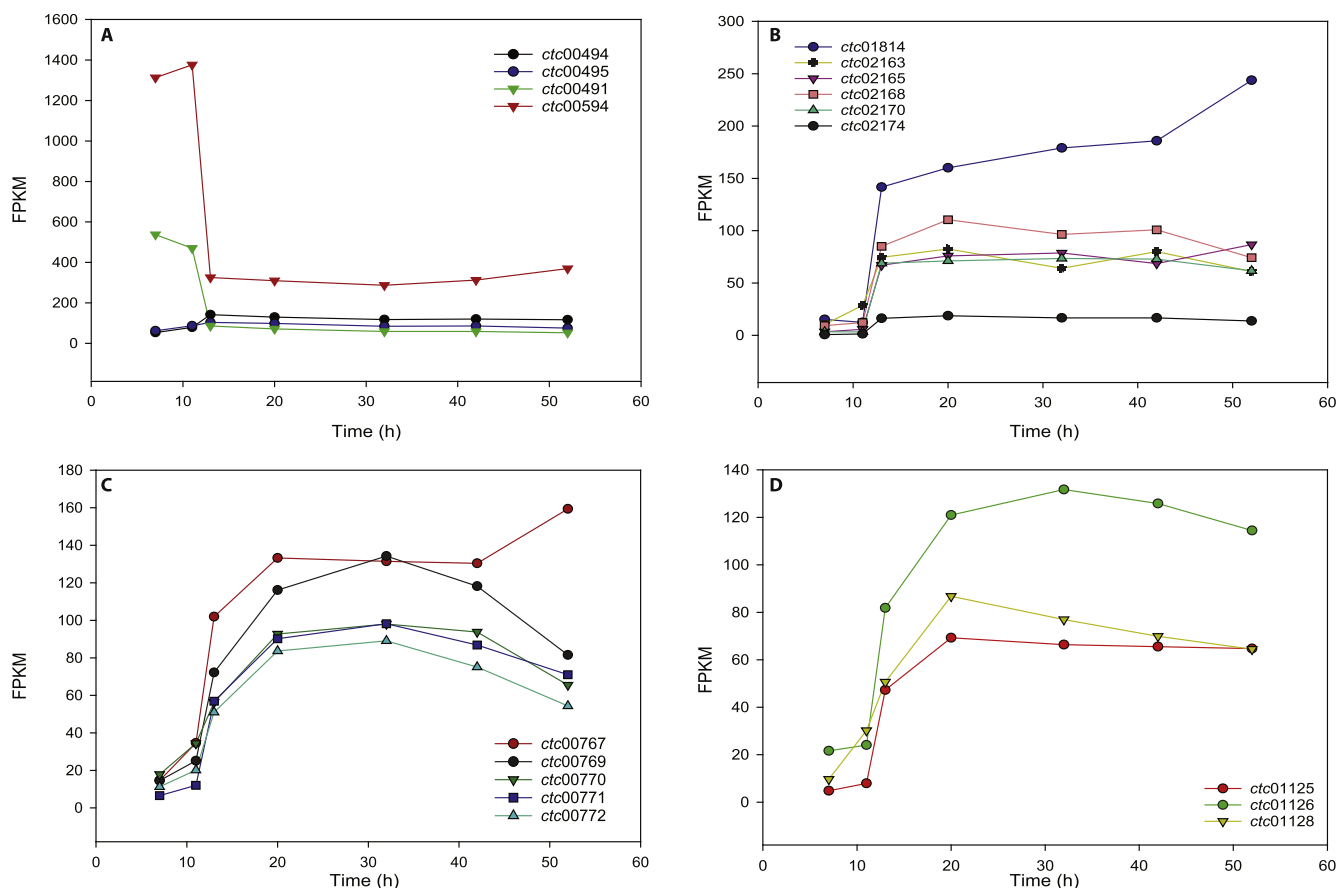 A
1600
1400
1200
1000
800
600
400
200
0
FPKM
0 10 20 30 40 50 60
Time (h)
ctc00494
ctc00495
ctc00491
ctc00594
B
300
250
200
150
100
50
0
FPKM
0 10 20 30 40 50 60
Time (h)
ctc01814
ctc02163
ctc02165
ctc02168
ctc02170
ctc02174
C
180
160
140
120
100
80
60
40
20
0
FPKM
0 10 20 30 40 50 60
Time (h)
ctc00767
ctc00769
ctc00770
ctc00771
ctc00772
D
140
120
100
80
60
40
20
0
FPKM
0 10 20 30 40 50 60
Time (h)
ctc01125
ctc01126
ctc01128